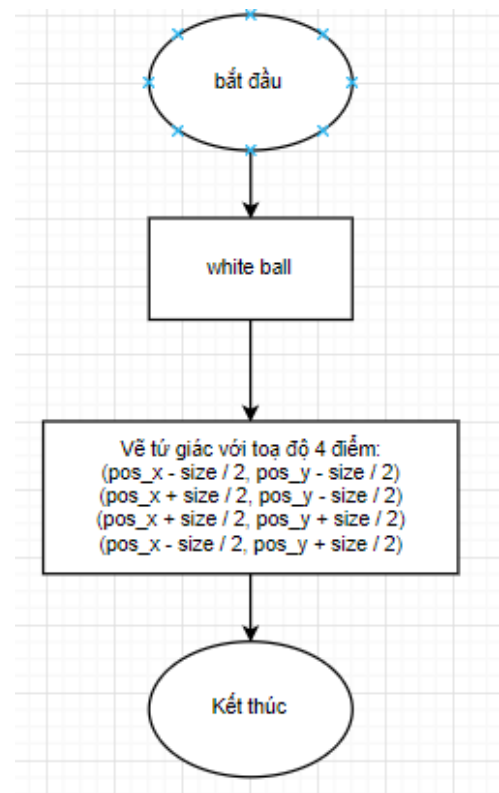 bắt đầu
white ball
Vẽ tứ giác với toạ độ 4 điểm:
(pos_x - size / 2, pos_y - size / 2)
(pos_x + size / 2, pos_y - size / 2)
(pos_x + size / 2, pos_y + size / 2)
(pos_x - size / 2, pos_y + size / 2)
Kết thúc